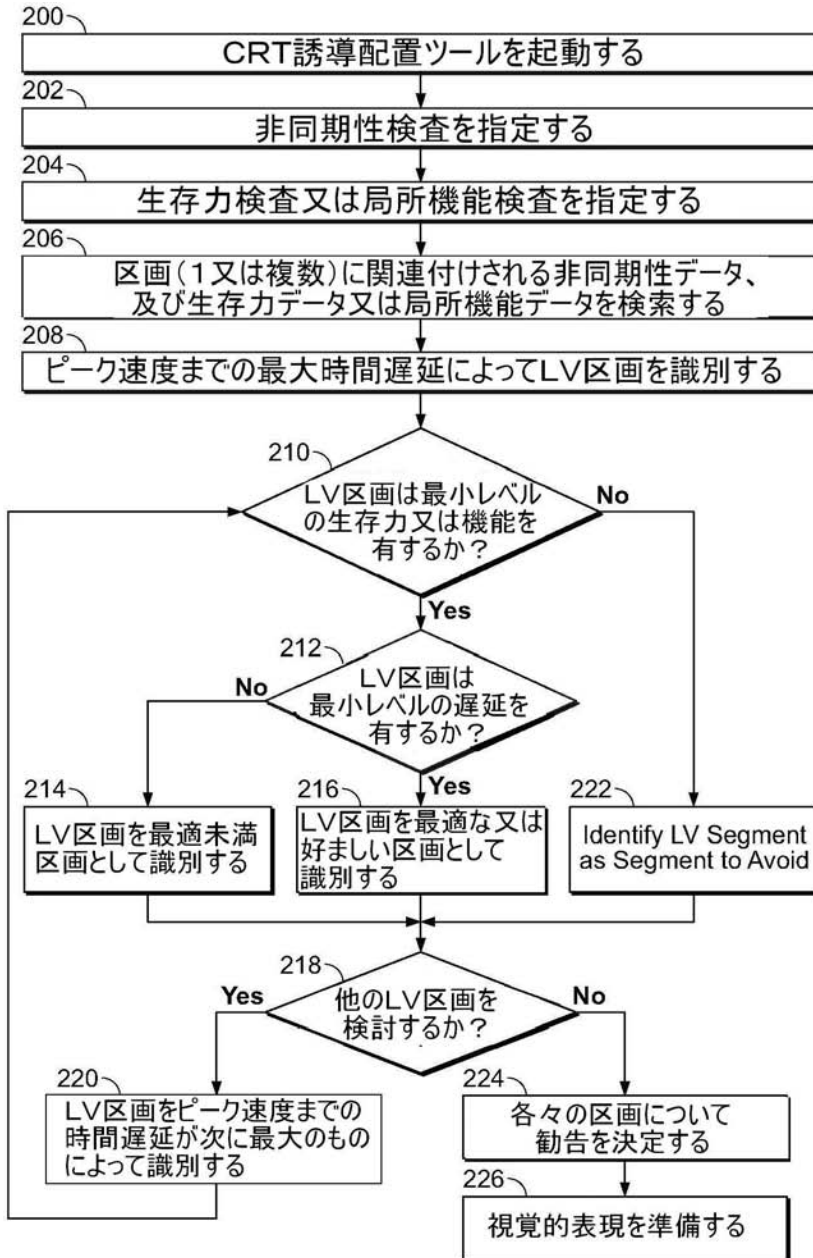 200
CRT誘導配置ツールを起動する
202
非同期性検査を指定する
204
生存力検査又は局所機能検査を指定する
206
区画(1又は複数)に関連付けされる非同期性データ、
及び生存力データ又は局所機能データを検索する
208
ピーク速度までの最大時間遅延によってLV区画を識別する
210
LV区画は最小レベル
の生存力又は機能を
有するか?
No
Yes
212
LV区画は
最小レベルの遅延を
有するか?
No
Yes
214
LV区画を最適未満
区画として識別する
216
LV区画を最適な又は
好ましい区画として
識別する
222
Identify LV Segment
as Segment to Avoid
218
他のLV区画を
検討するか?
Yes
No
220
LV区画をピーク速度までの
時間遅延が次に最大のもの
によって識別する
224
各々の区画について
勧告を決定する
226
視覚的表現を準備する